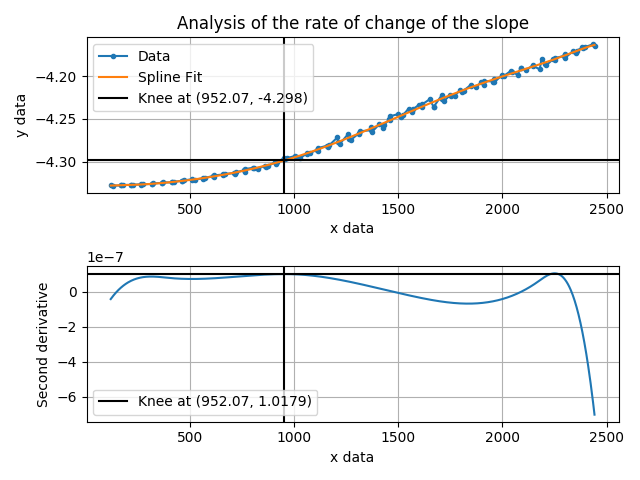 Analysis of the rate of change of the slope
Data
Spline Fit
Knee at (952.07, -4.298)
y data
−4.20
−4.25
−4.30
500
1000
1500
2000
2500
x data
1e−7
Second derivative
0
−2
−4
−6
Knee at (952.07, 1.0179)
500
1000
1500
2000
2500
x data